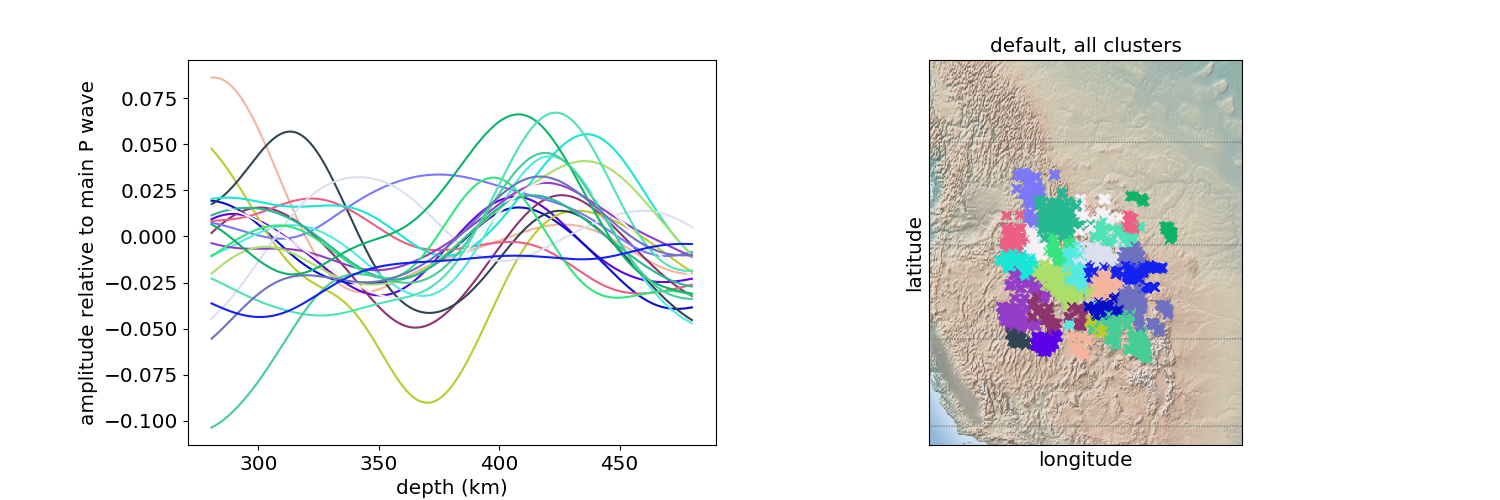 default, all clusters
amplitude relative to main P wave
0.075
0.050
0.025
0.000
−0.025
−0.050
−0.075
−0.100
300 350 400 450
depth (km)
latitude
longitude